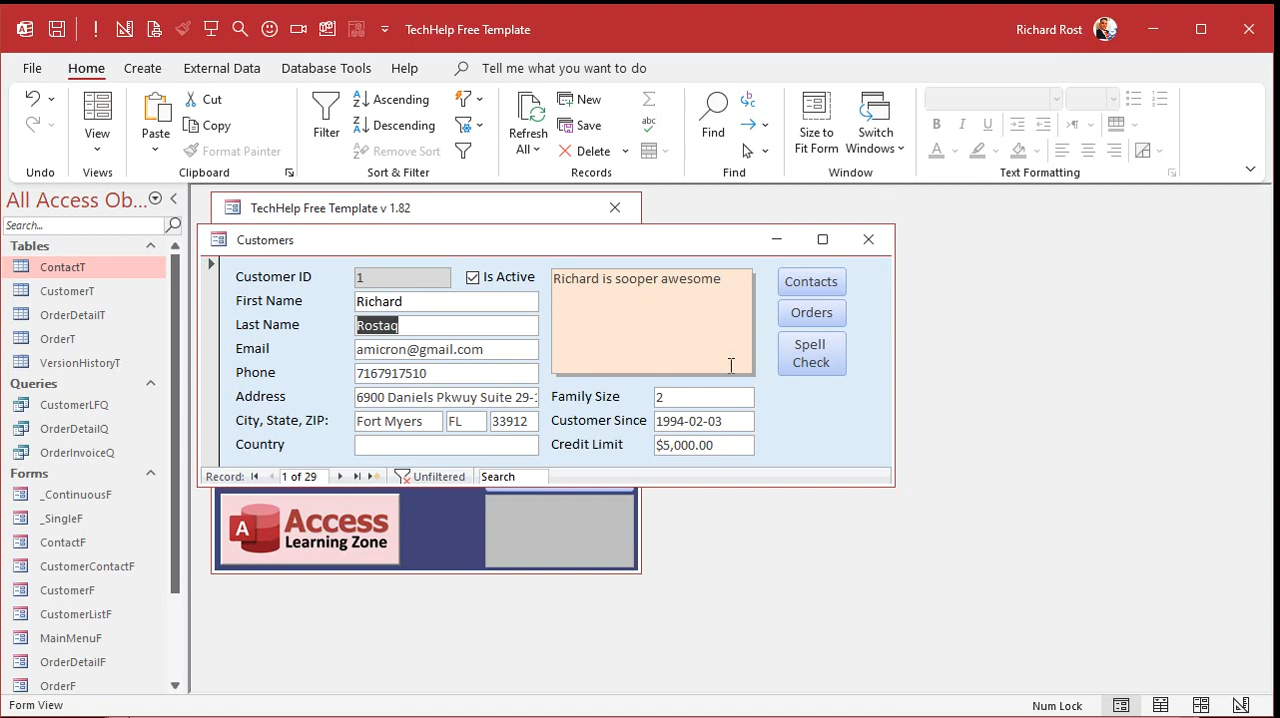 TechHelp Free Template
Richard Rost
File Home Create External Data Database Tools Help Tell me what you want to do
View
Paste
Cut
Copy
Format Painter
Filter
Ascending
Descending
Remove Sort
Refresh
All
New
Save
Delete
abc
Find
Size to
Fit Form
Switch
Windows
B I U
A
Undo Views Clipboard Sort & Filter Records Find Window Text Formatting
All Access Ob...
Search...
Tables
ContactT
CustomerT
OrderDetailT
OrderT
VersionHistoryT
Queries
CustomerLFQ
OrderDetailQ
OrderInvoiceQ
Forms
_ContinuousF
_SingleF
ContactF
CustomerContactF
CustomerF
CustomerListF
MainMenuF
OrderDetailF
OrderF
TechHelp Free Template v 1.82
Customers
Customer ID 1 Is Active
First Name Richard
Last Name Rostaq
Email amicron@gmail.com
Phone 7167917510
Address 6900 Daniels Pkwuy Suite 29-1
City, State, ZIP: Fort Myers FL 33912
Country
Richard is sooper awesome
Family Size 2
Customer Since 1994-02-03
Credit Limit $5,000.00
Contacts
Orders
Spell
Check
Record: 1 of 29 Unfiltered Search
A Access
Learning Zone
Form View
Num Lock